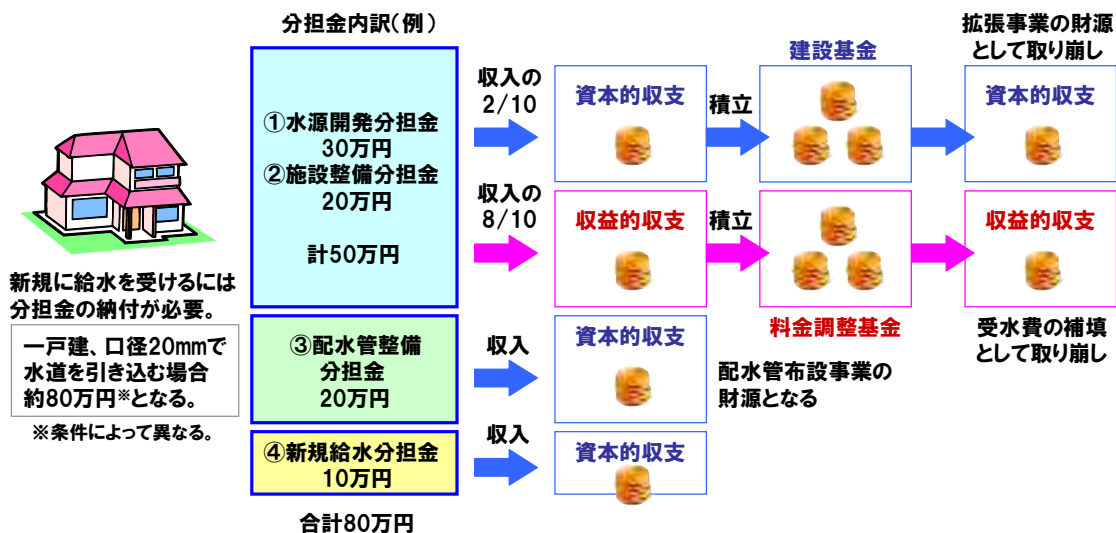 分担金内訳(例)
新規に給水を受けるには
分担金の納付が必要。
一戸建、口径20mmで
水道を引き込む場合
約80万円※となる。
※条件によって異なる。
①水源開発分担金
30万円
②施設整備分担金
20万円
計50万円
③配水管整備
分担金
20万円
④新規給水分担金
10万円
合計80万円
収入の
2/10
資本的収支
積立
建設基金
拡張事業の財源
として取り崩し
資本的収支
収入の
8/10
収益的収支
積立
料金調整基金
収益的収支
受水費の補填
として取り崩し
収入
資本的収支
配水管布設事業の
財源となる
収入
資本的収支